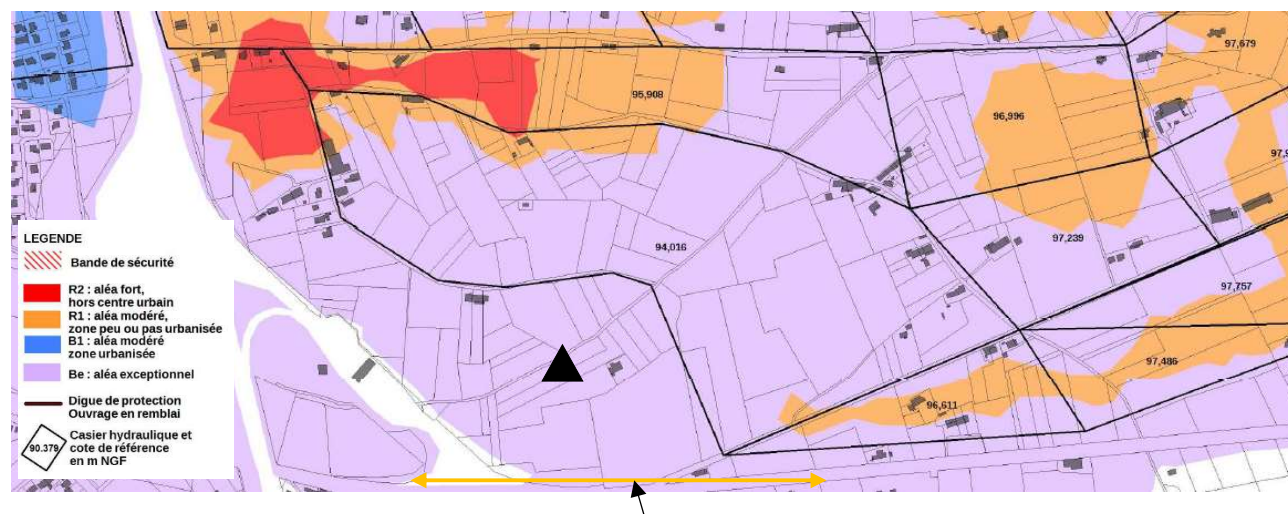 97,679
95,908
96,996
97,9
94,016
97,239
97,757
97,486
96,611
LEGENDE
Bande de sécurité
R2 : aléa fort,
hors centre urbain
R1 : aléa modéré,
zone peu ou pas urbanisée
B1 : aléa modéré
zone urbanisée
Be : aléa exceptionnel
Digue de protection
Ouvrage en remblai
90.379
Casier hydraulique et
cote de référence
en m NGF